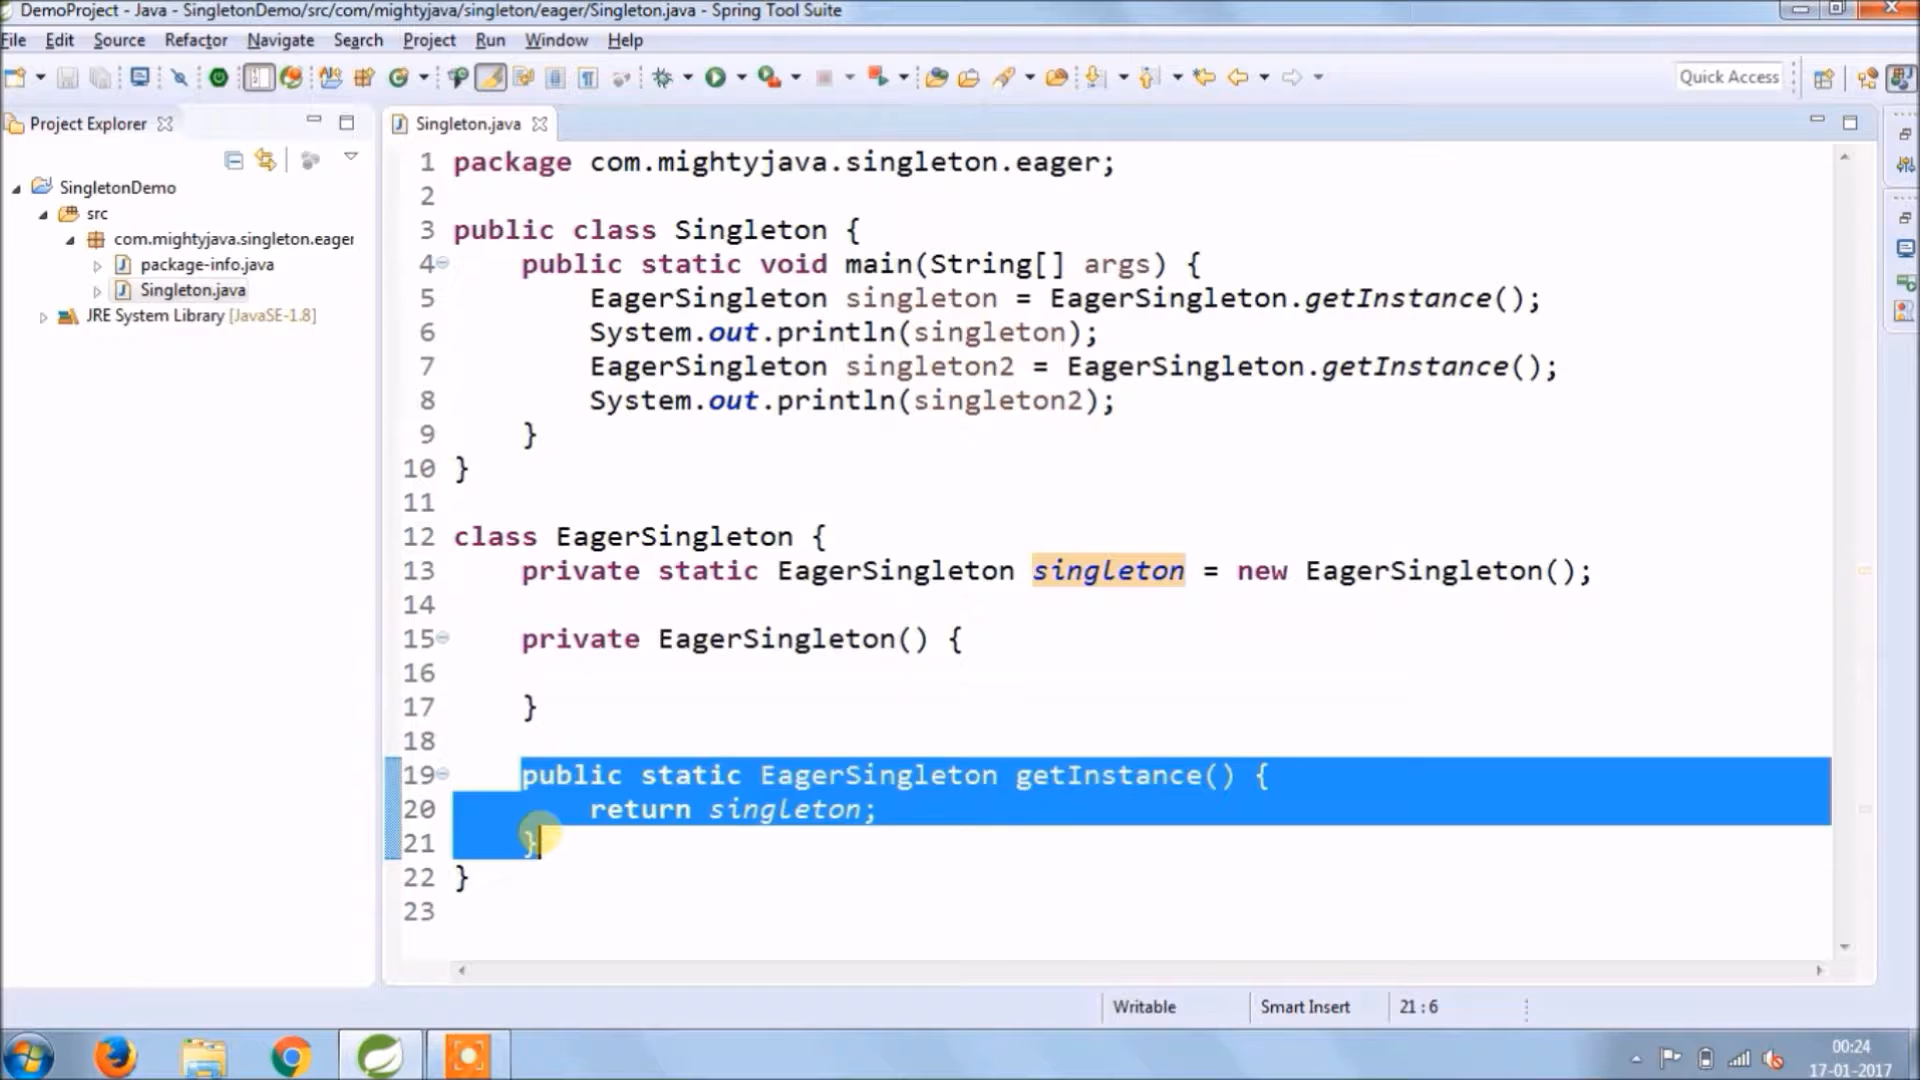 DemoProject - Java - SingletonDemo/src/com/mightyjava/singleton/eager/Singleton.java - Spring Tool Suite
File Edit Source Refactor Navigate Search Project Run Window Help
Quick Access
Project Explorer
Singleton.java
SingletonDemo
src
com.mightyjava.singleton.eager
package-info.java
Singleton.java
JRE System Library [JavaSE-1.8]
1 package com.mightyjava.singleton.eager;
2
3 public class Singleton {
4 public static void main(String[] args) {
5 EagerSingleton singleton = EagerSingleton.getInstance();
6 System.out.println(singleton);
7 EagerSingleton singleton2 = EagerSingleton.getInstance();
8 System.out.println(singleton2);
9 }
10 }
11
12 class EagerSingleton {
13 private static EagerSingleton singleton = new EagerSingleton();
14
15 private EagerSingleton() {
16
17 }
18
19 public static EagerSingleton getInstance() {
20 return singleton;
21 }
22 }
23
Writable Smart Insert 21 : 6
00:24
17-01-2017